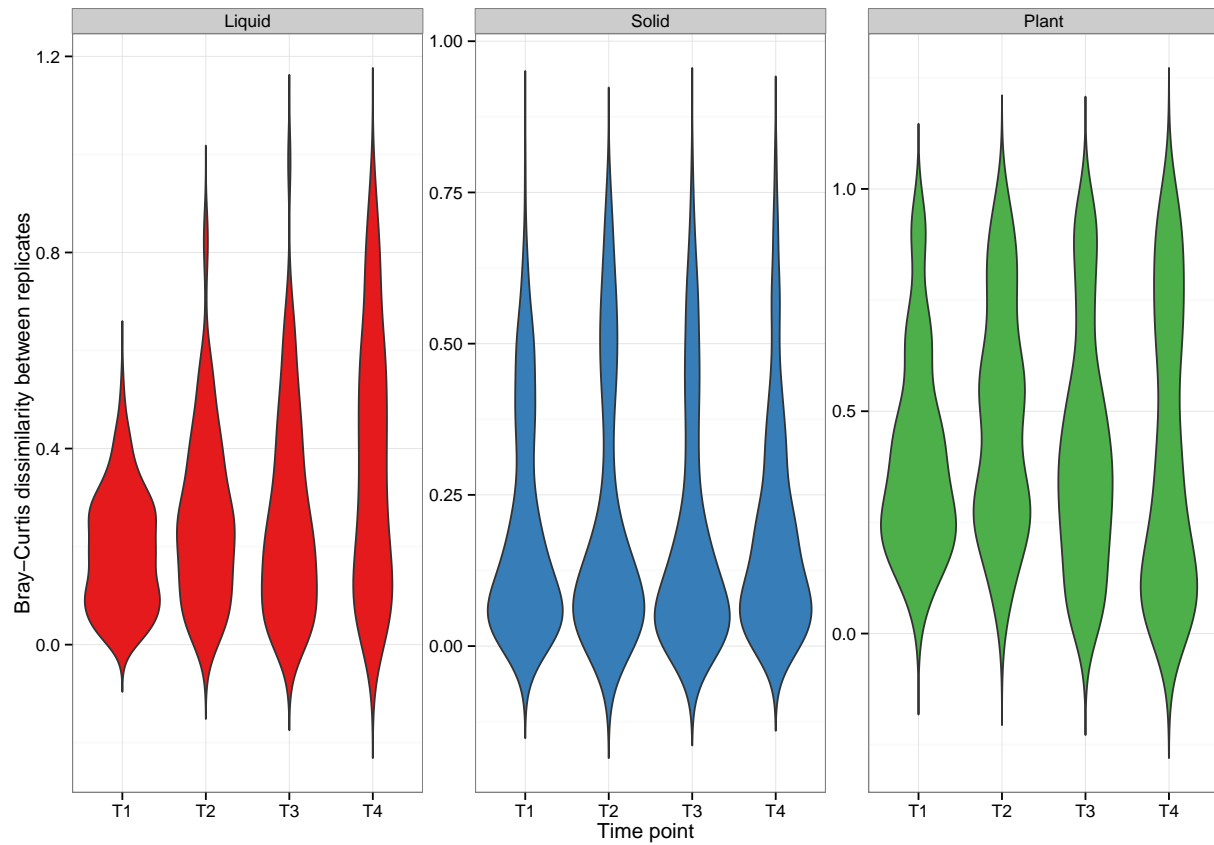 Liquid
Solid
Plant
Bray−Curtis dissimilarity between replicates
1.2
0.8
0.4
0.0
1.00
0.75
0.50
0.25
0.00
1.0
0.5
0.0
T1 T2 T3 T4
T1 T2 T3 T4
T1 T2 T3 T4
Time point